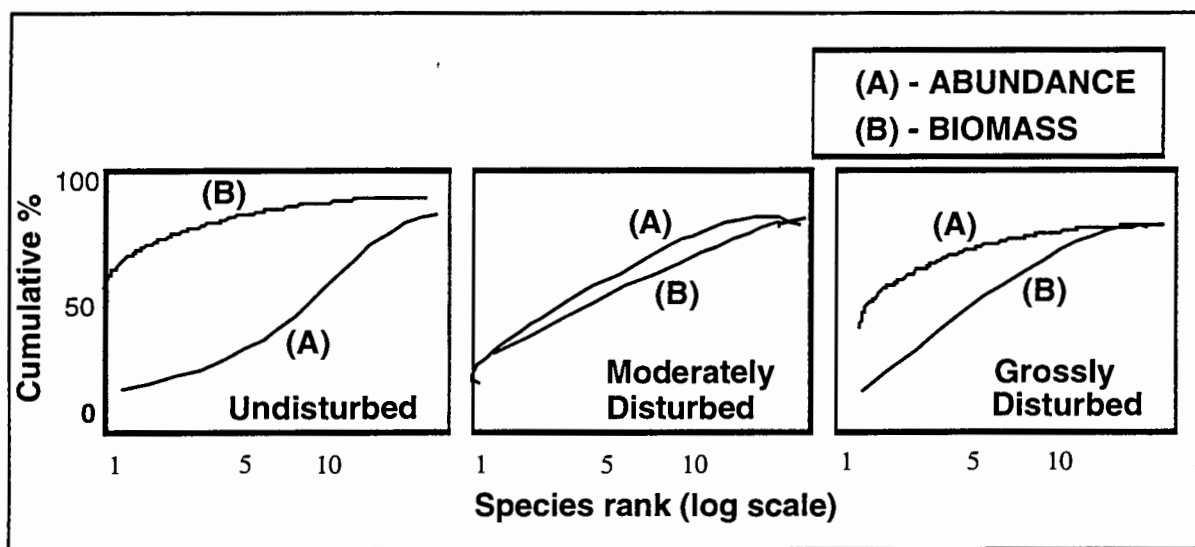 (A) - ABUNDANCE
(B) - BIOMASS
Cumulative %
100
50
0
(B)
(A)
Undisturbed
1 5 10
(A)
(B)
Moderately
Disturbed
1 5 10
(A)
(B)
Grossly
Disturbed
1 5 10
Species rank (log scale)